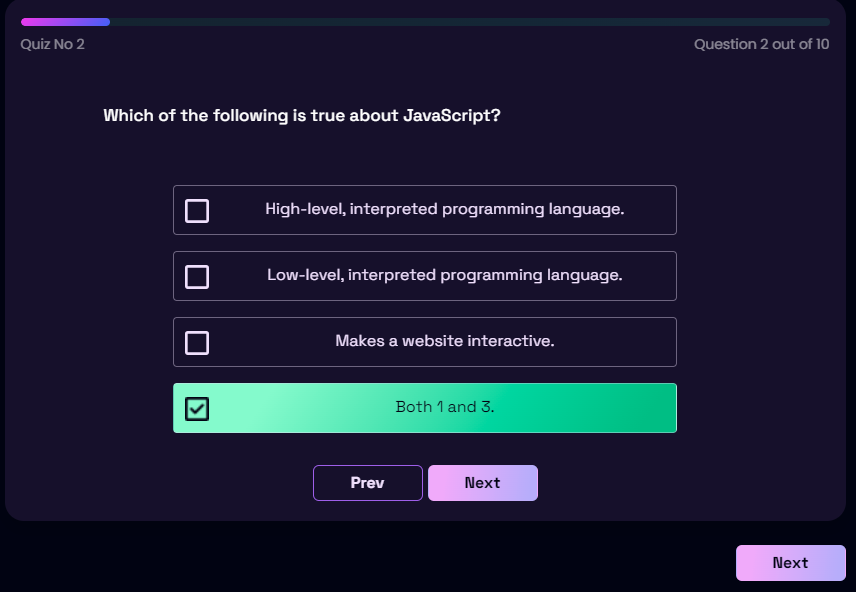 Quiz No 2
Question 2 out of 10
Which of the following is true about JavaScript?
High-level, interpreted programming language.
Low-level, interpreted programming language.
Makes a website interactive.
Both 1 and 3.
Prev
Next
Next